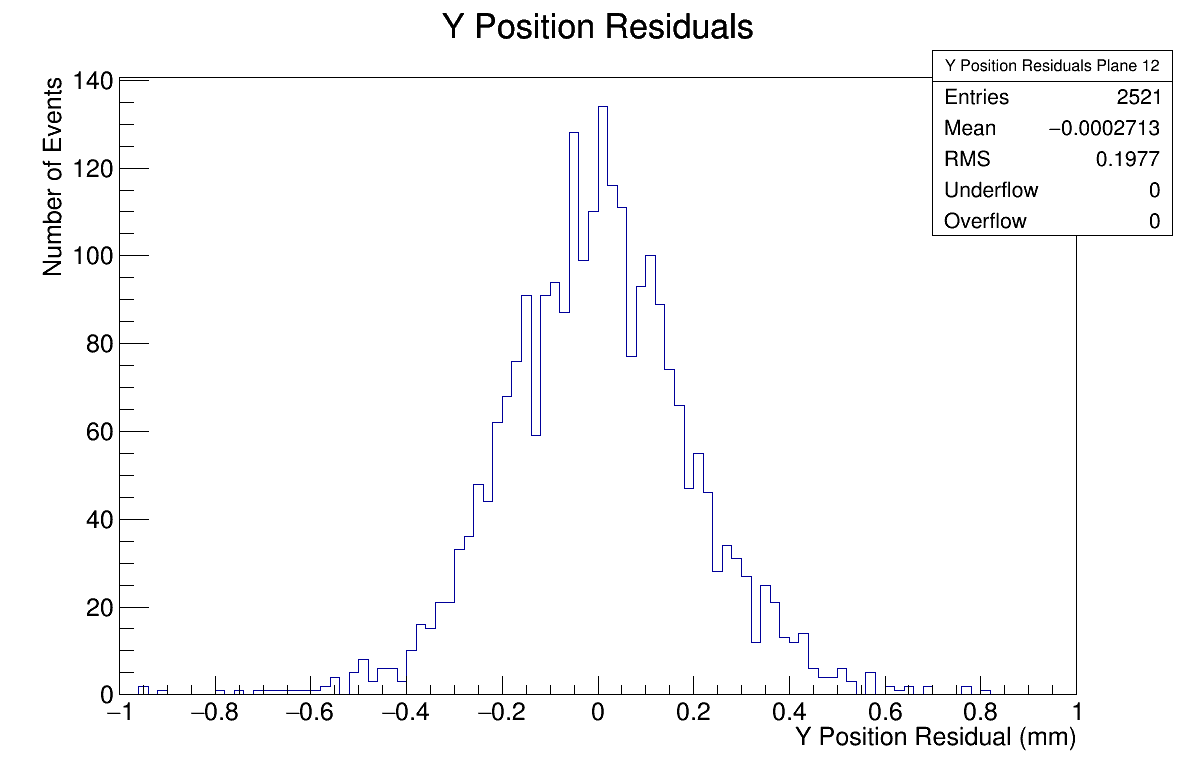 Y Position Residuals
Y Position Residuals Plane 12
Entries 2521
Mean −0.0002713
RMS 0.1977
Underflow 0
Overflow 0
Number of Events
140
120
100
80
60
40
20
0
−1 −0.8 −0.6 −0.4 −0.2 0 0.2 0.4 0.6 0.8 1
Y Position Residual (mm)